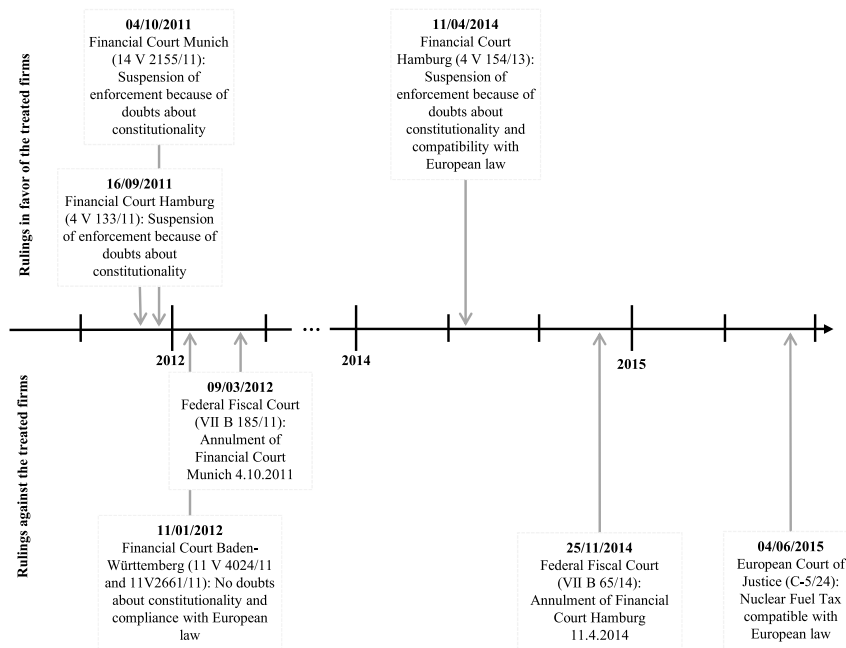 Rulings in favor of the treated firms
04/10/2011
Financial Court Munich
(14 V 2155/11):
Suspension of
enforcement because of
doubts about
constitutionality
16/09/2011
Financial Court Hamburg
(4 V 133/11): Suspension
of enforcement because of
doubts about
constitutionality
11/04/2014
Financial Court
Hamburg (4 V 154/13):
Suspension of
enforcement because of
doubts about
constitutionality and
compatibility with
European law
...
2012
2014
2015
Rulings against the treated firms
09/03/2012
Federal Fiscal Court
(VII B 185/11):
Annulment of
Financial Court
Munich 4.10.2011
11/01/2012
Financial Court Baden-
Württemberg (11 V 4024/11
and 11V2661/11): No doubts
about constitutionality and
compliance with European
law
25/11/2014
Federal Fiscal Court
(VII B 65/14):
Annulment of Financial
Court Hamburg
11.4.2014
04/06/2015
European Court of
Justice (C-5/24):
Nuclear Fuel Tax
compatible with
European law